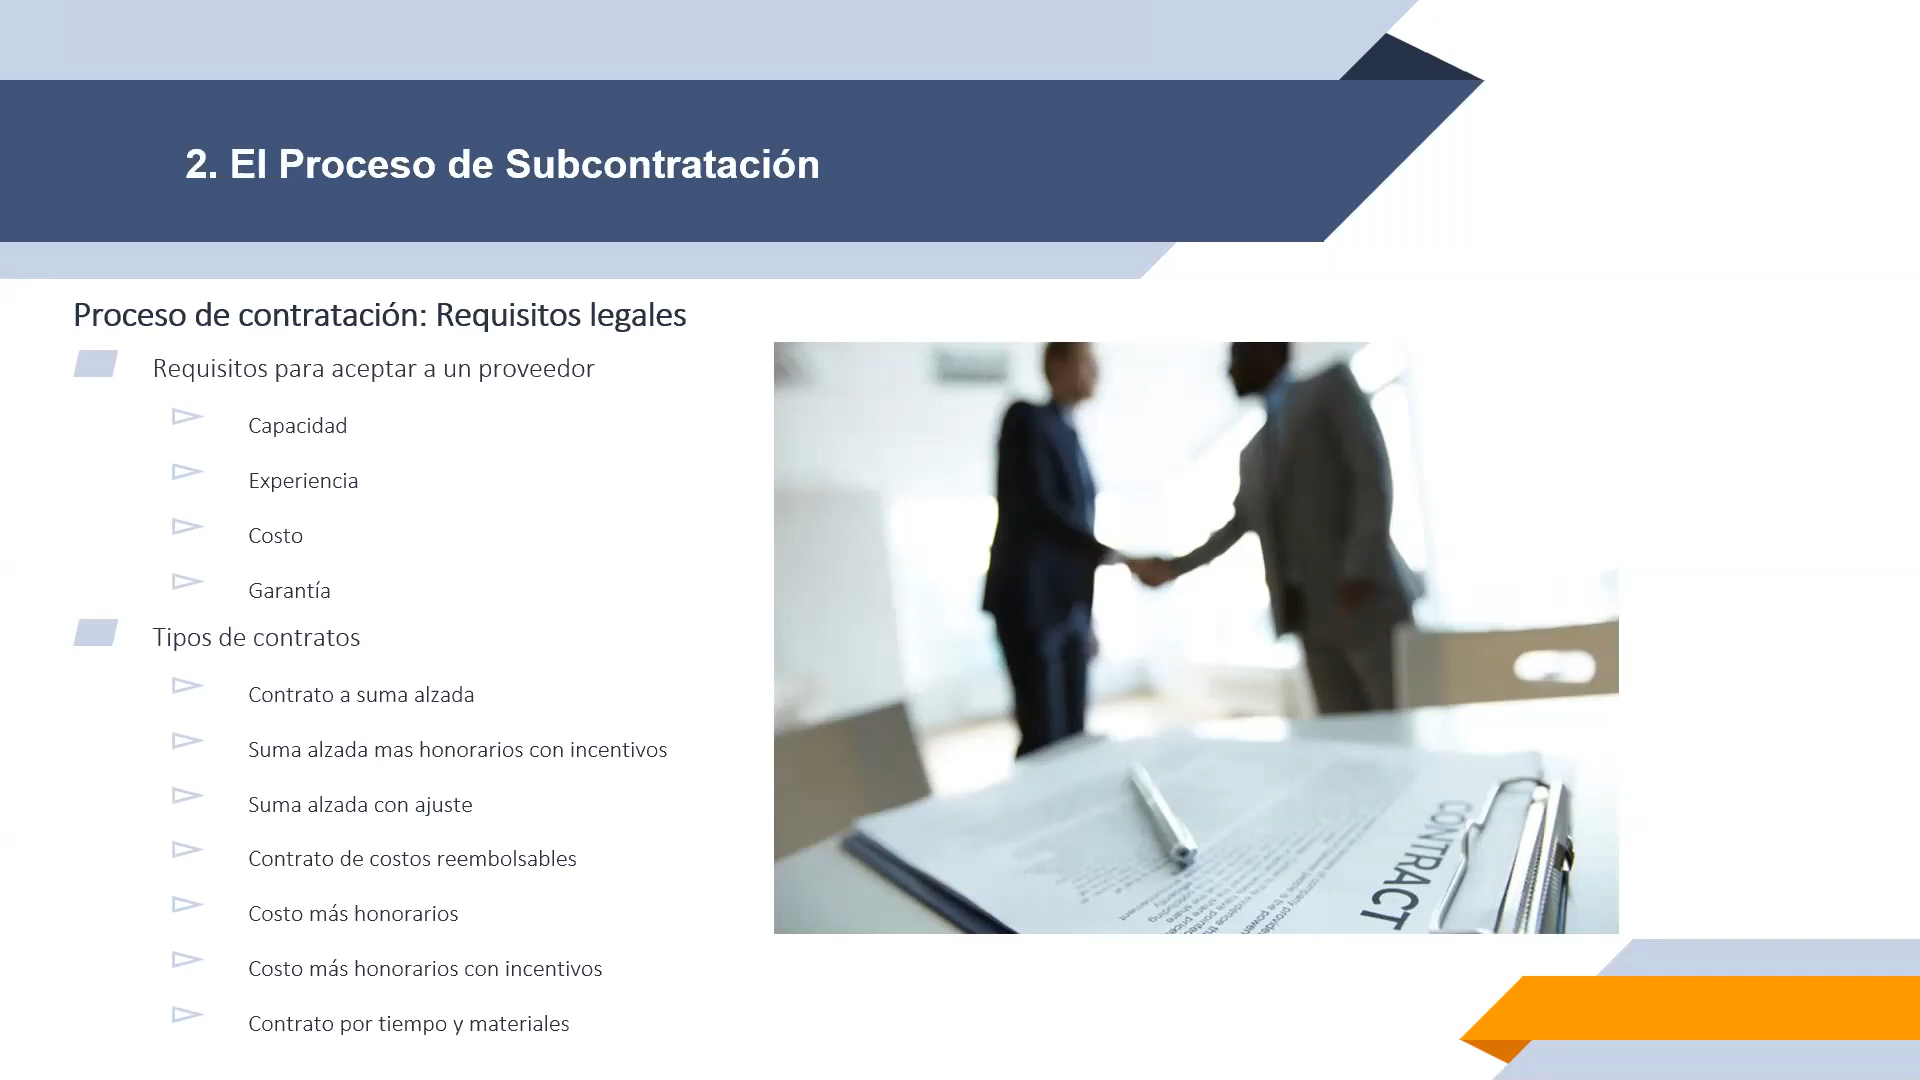 2. El Proceso de Subcontratación
Proceso de contratación: Requisitos legales
Requisitos para aceptar a un proveedor
Capacidad
Experiencia
Costo
Garantía
Tipos de contratos
Contrato a suma alzada
Suma alzada mas honorarios con incentivos
Suma alzada con ajuste
Contrato de costos reembolsables
Costo más honorarios
Costo más honorarios con incentivos
Contrato por tiempo y materiales
CONTRACT